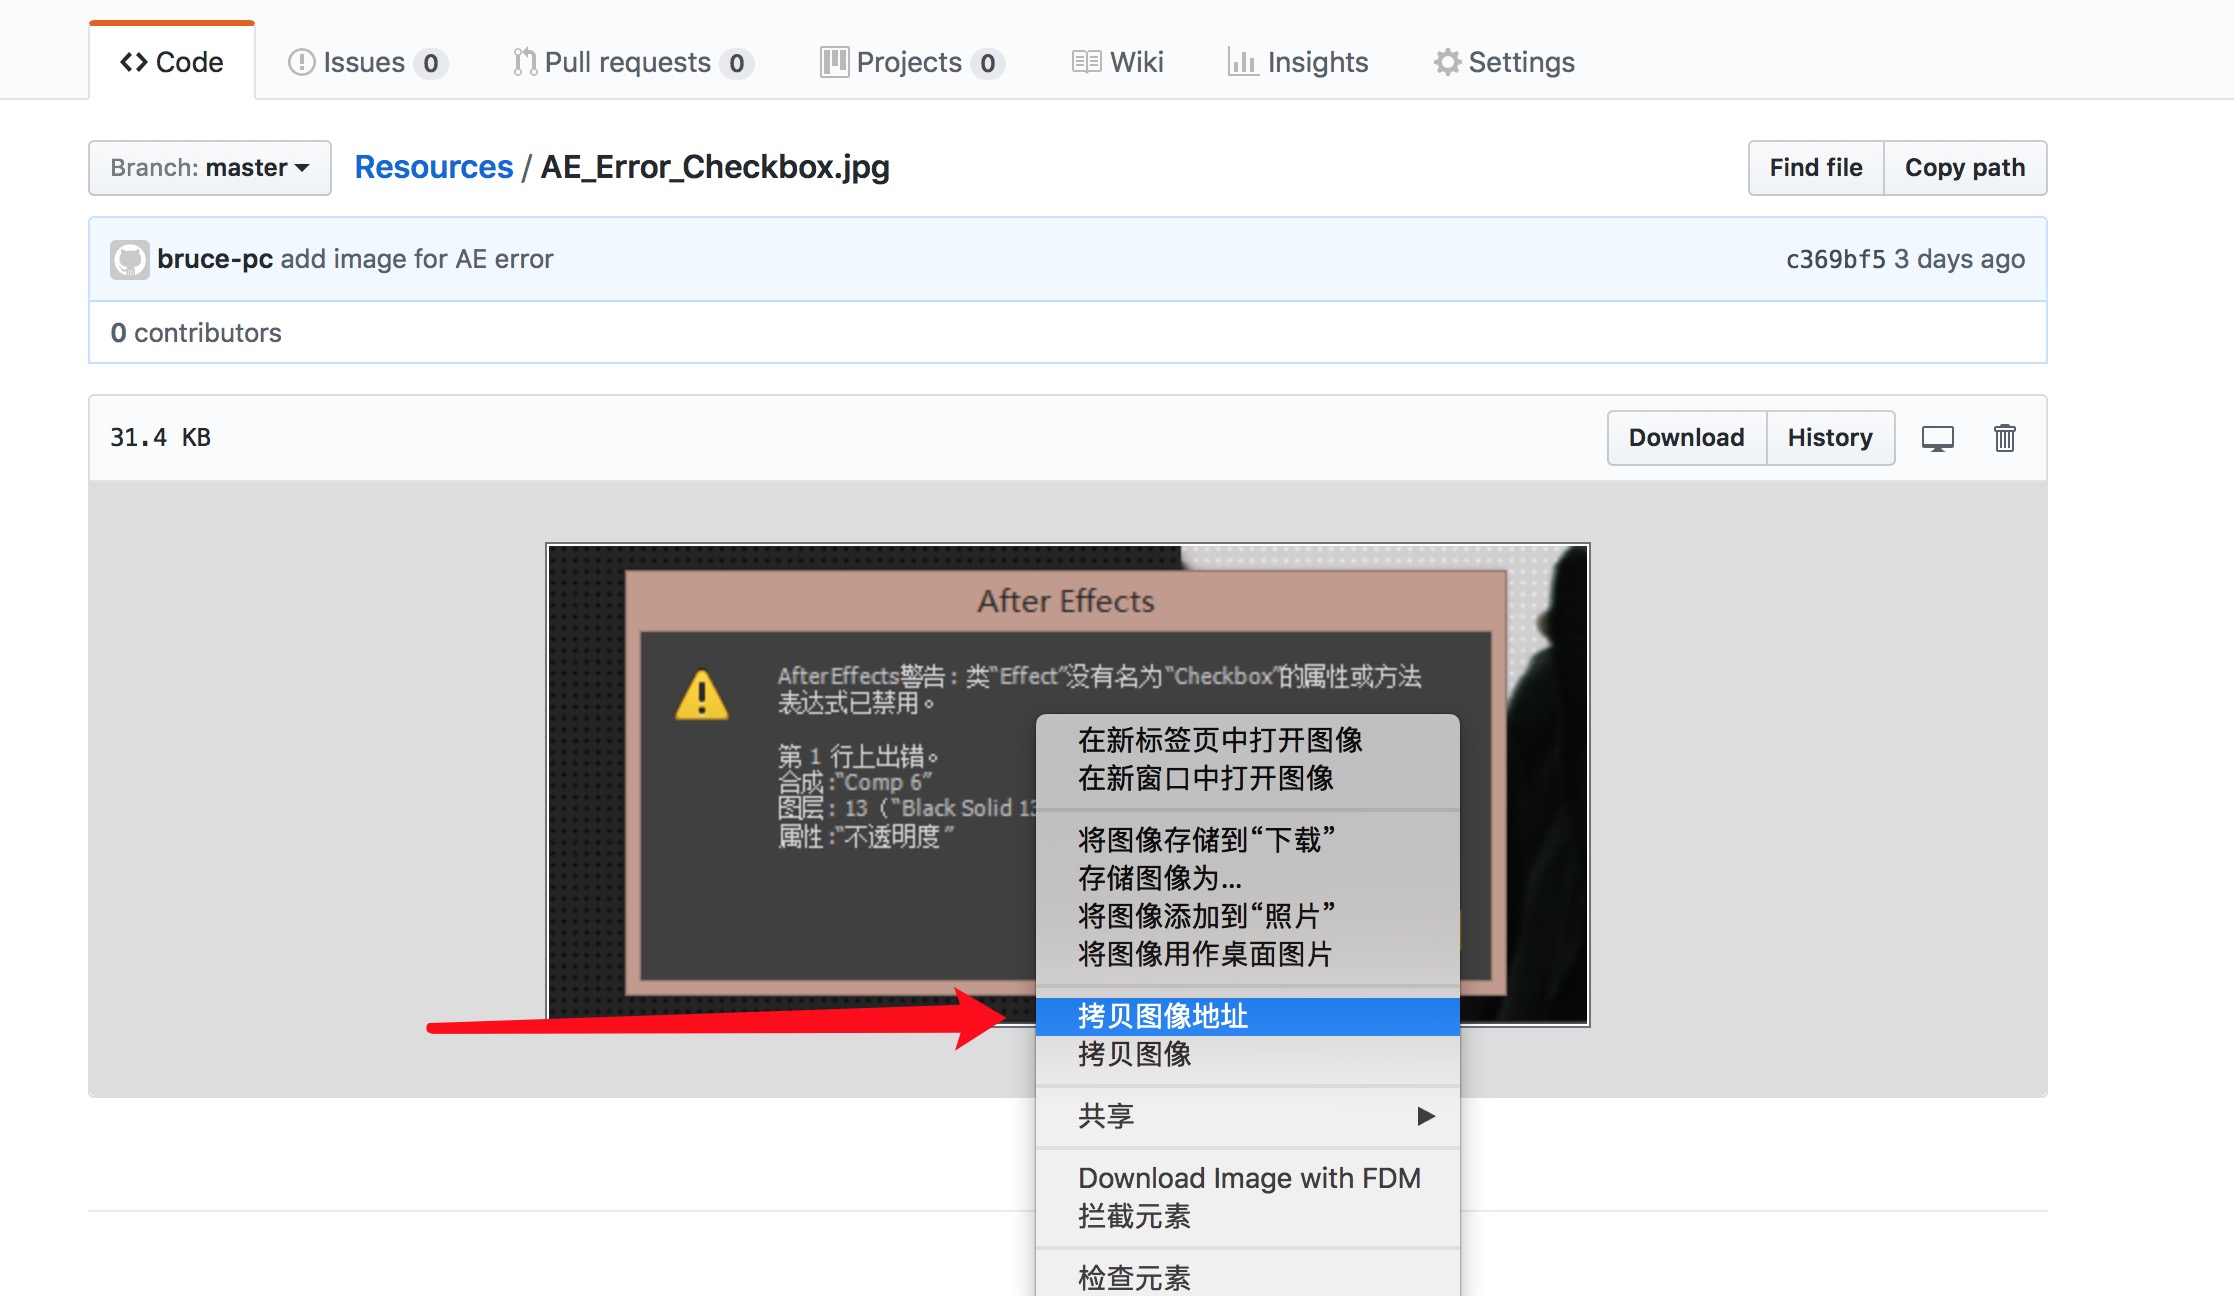 Code Issues 0 Pull requests 0 Projects 0 Wiki Insights Settings
Branch: master Resources / AE_Error_Checkbox.jpg Find file Copy path
bruce-pc add image for AE error c369bf5 3 days ago
0 contributors
31.4 KB Download History
After Effects
AfterEffects警告：类“Effect”没有名为“Checkbox”的属性或方法
表达式已禁用。
第 1 行上出错。
合成：“Comp 6”
图层：13（“Black Solid 13
属性：“不透明度”
在新标签页中打开图像
在新窗口中打开图像
将图像存储到“下载”
存储图像为...
将图像添加到“照片”
将图像用作桌面图片
拷贝图像地址
拷贝图像
共享
Download Image with FDM
拦截元素
检查元素